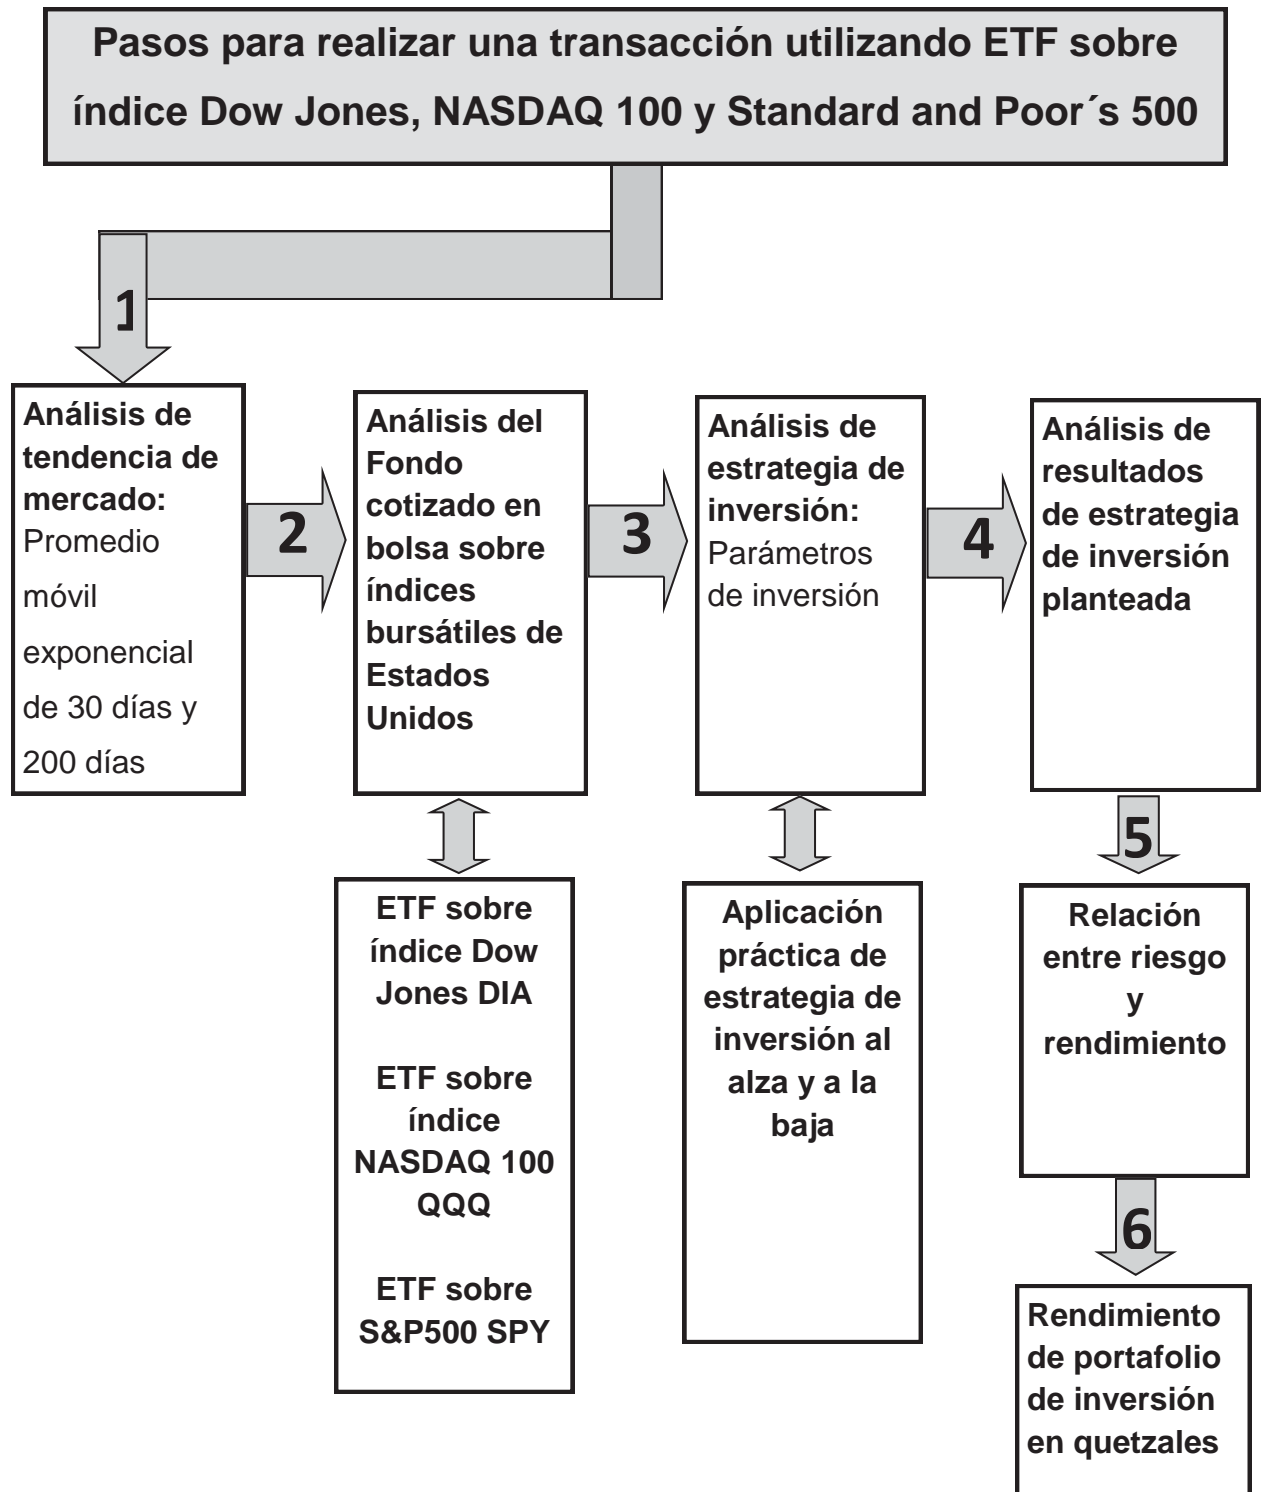 Pasos para realizar una transacción utilizando ETF sobre
índice Dow Jones, NASDAQ 100 y Standard and Poor´s 500
1
Análisis de
tendencia de
mercado:
Promedio
móvil
exponencial
de 30 días y
200 días
2
Análisis del
Fondo
cotizado en
bolsa sobre
índices
bursátiles de
Estados
Unidos
3
Análisis de
estrategia de
inversión:
Parámetros
de inversión
4
Análisis de
resultados
de estrategia
de inversión
planteada
ETF sobre
índice Dow
Jones DIA
ETF sobre
índice
NASDAQ 100
QQQ
ETF sobre
S&P500 SPY
Aplicación
práctica de
estrategia de
inversión al
alza y a la
baja
5
Relación
entre riesgo
y
rendimiento
6
Rendimiento
de portafolio
de inversión
en quetzales